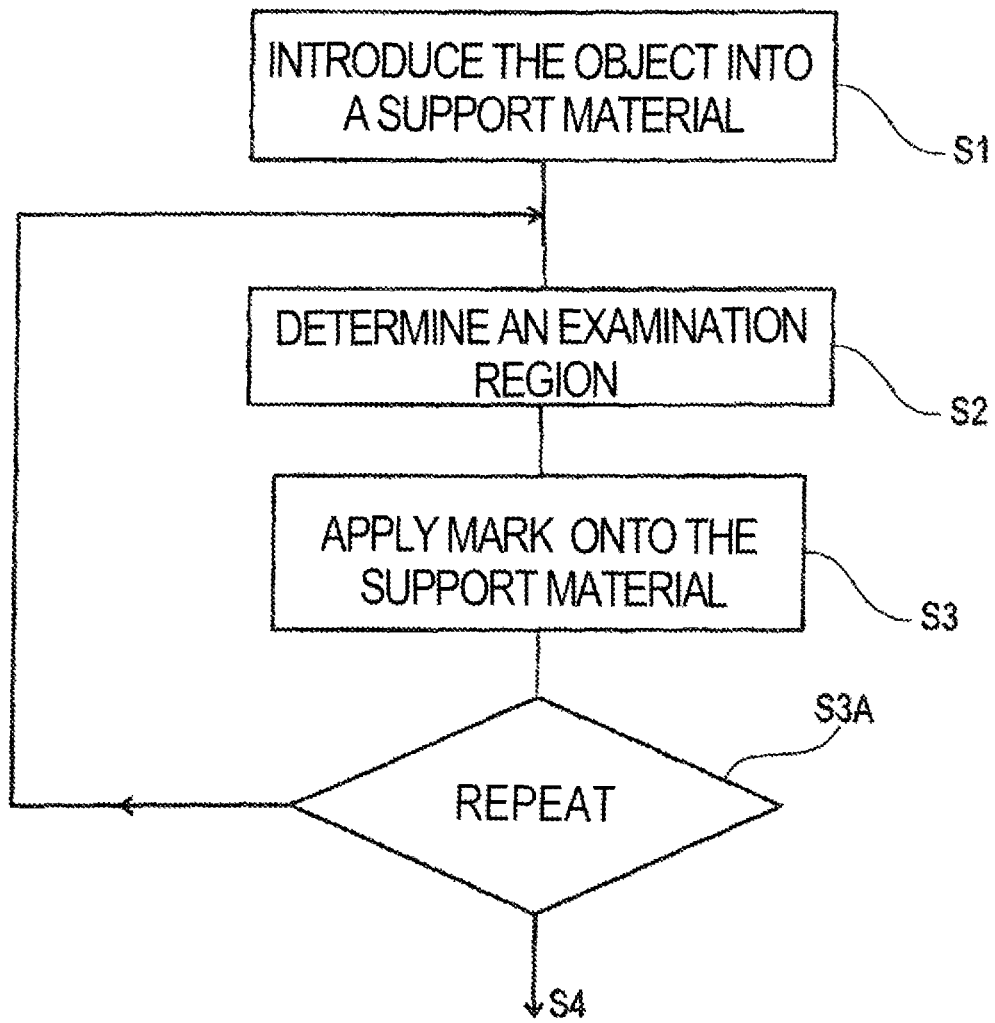 INTRODUCE THE OBJECT INTO
A SUPPORT MATERIAL
S1
DETERMINE AN EXAMINATION
REGION
S2
APPLY MARK ONTO THE
SUPPORT MATERIAL
S3
S3A
REPEAT
S4